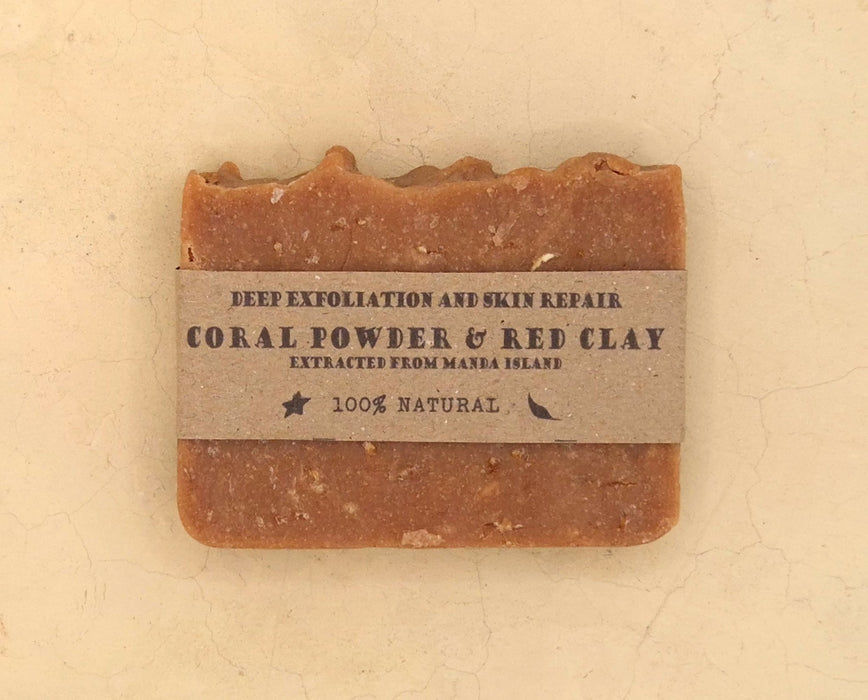 DEEP EXFOLIATION AND SKIN REPAIR
CORAL POWDER & RED CLAY
EXTRACTED FROM MANDA ISLAND
100% NATURAL